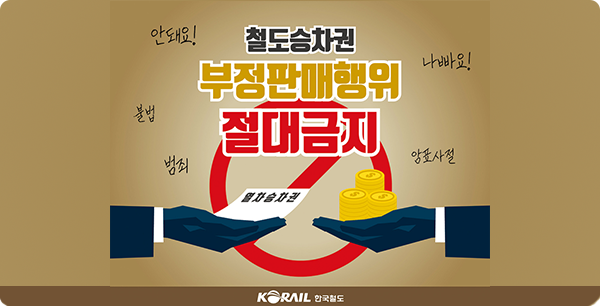 안돼요!
철도승차권
나빠요!
부정판매행위
불법
절대금지
범죄
암표사절
열차승차권
KORAIL 한국철도